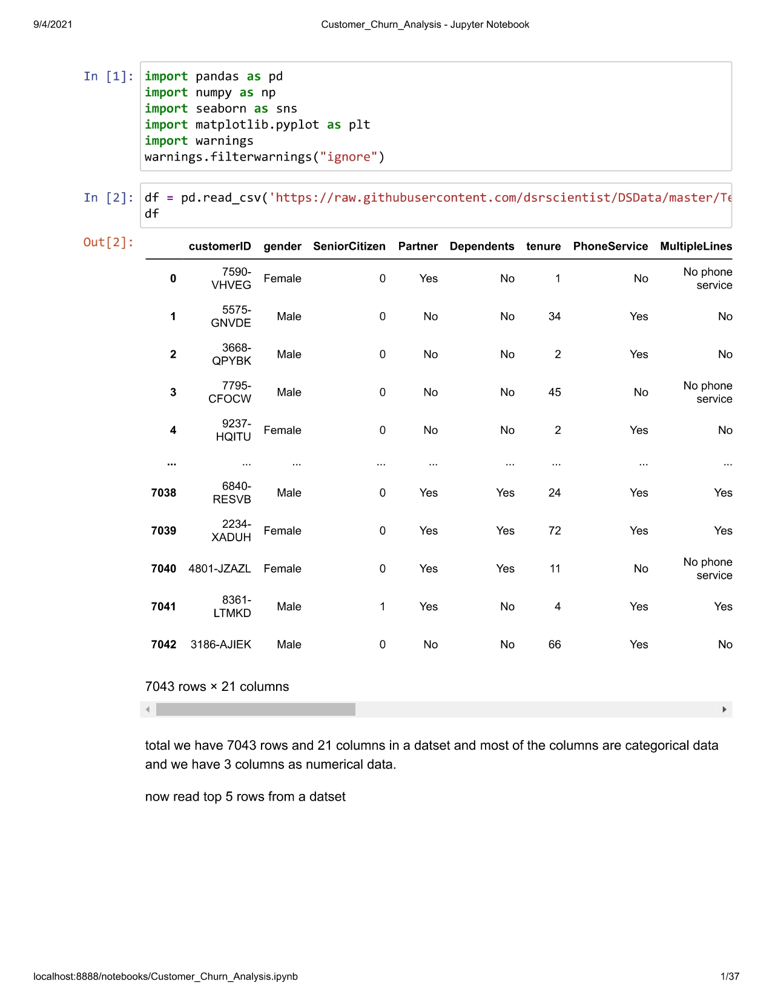 9/4/2021 Customer_Churn_Analysis - Jupyter Notebook
In [1]: import pandas as pd
import numpy as np
import seaborn as sns
import matplotlib.pyplot as plt
import warnings
warnings.filterwarnings("ignore")
In [2]: df = pd.read_csv('https://raw.githubusercontent.com/dsrscientist/DSData/master/Te
df
Out[2]:
customerID gender SeniorCitizen Partner Dependents tenure PhoneService MultipleLines
0 7590-VHVEG Female 0 Yes No 1 No No phone service
1 5575-GNVDE Male 0 No No 34 Yes No
2 3668-QPYBK Male 0 No No 2 Yes No
3 7795-CFOCW Male 0 No No 45 No No phone service
4 9237-HQITU Female 0 No No 2 Yes No
... ... ... ... ... ... ... ... ...
7038 6840-RESVB Male 0 Yes Yes 24 Yes Yes
7039 2234-XADUH Female 0 Yes Yes 72 Yes Yes
7040 4801-JZAZL Female 0 Yes Yes 11 No No phone service
7041 8361-LTMKD Male 1 Yes No 4 Yes Yes
7042 3186-AJIEK Male 0 No No 66 Yes No
7043 rows × 21 columns
total we have 7043 rows and 21 columns in a datset and most of the columns are categorical data
and we have 3 columns as numerical data.
now read top 5 rows from a datset
localhost:8888/notebooks/Customer_Churn_Analysis.ipynb 1/37